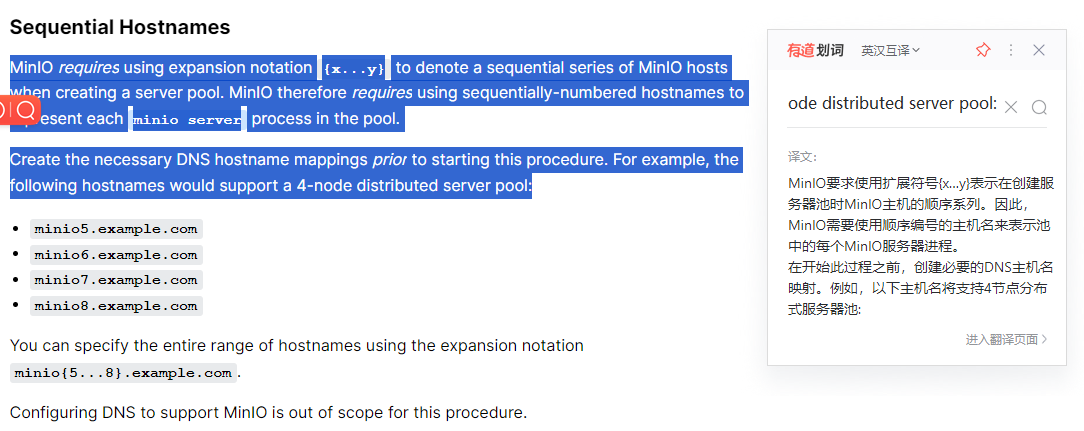 Sequential Hostnames
MinIO requires using expansion notation {x...y} to denote a sequential series of MinIO hosts
when creating a server pool. MinIO therefore requires using sequentially-numbered hostnames to
present each minio server process in the pool.
Create the necessary DNS hostname mappings prior to starting this procedure. For example, the
following hostnames would support a 4-node distributed server pool:
minio5.example.com
minio6.example.com
minio7.example.com
minio8.example.com
You can specify the entire range of hostnames using the expansion notation
minio{5...8}.example.com.
Configuring DNS to support MinIO is out of scope for this procedure.
有道划词 英汉互译
ode distributed server pool:
译文:
MinIO要求使用扩展符号{x...y}表示在创建服
务器池时MinIO主机的顺序系列。因此，
MinIO需要使用顺序编号的主机名来表示池
中的每个MinIO服务器进程。
在开始此过程之前，创建必要的DNS主机名
映射。例如，以下主机名将支持4节点分布
式服务器池:
进入翻译页面